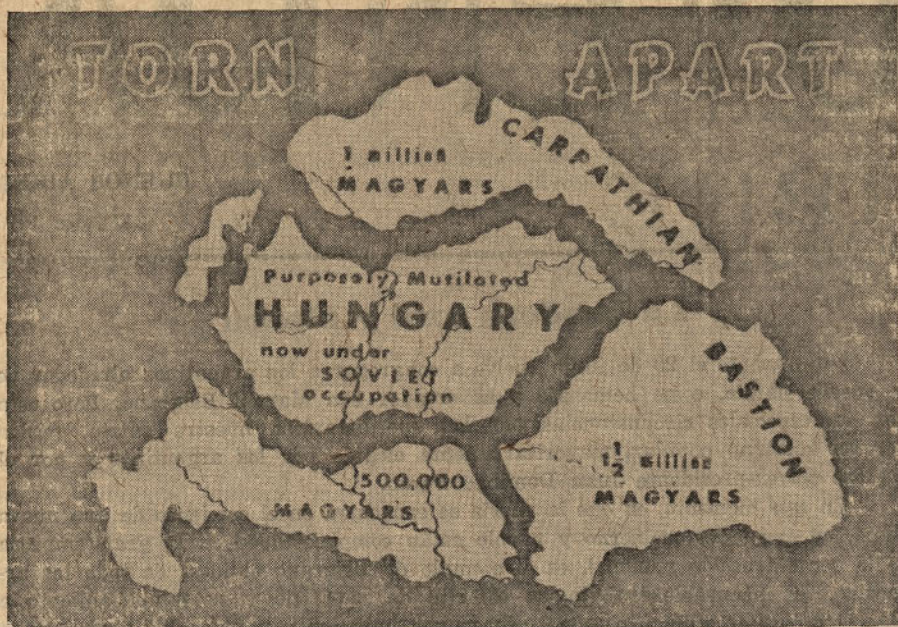 TORN APART
CARPATHIAN
1 million
MAGYARS
Purposely Mutilated
HUNGARY
now under
SOVIET
occupation
BASTION
1 1/2 million
MAGYARS
500,000
MAGYARS